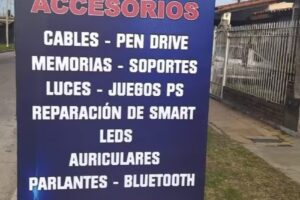 ACCESORIOS
CABLES - PEN DRIVE
MEMORIAS - SOPORTES
LUCES - JUEGOS PS
REPARACIÓN DE SMART
LEDS
AURICULARES
PARLANTES - BLUETOOTH